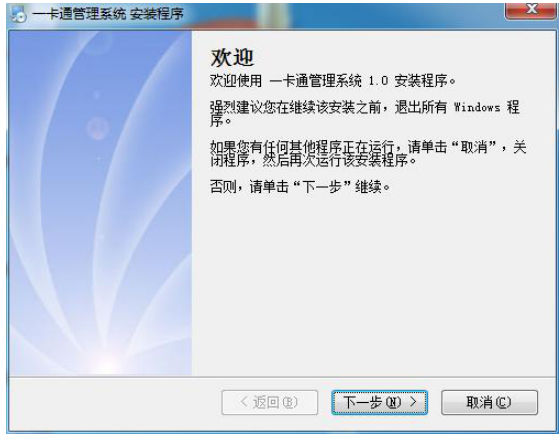 一卡通管理系统 安装程序
欢迎
欢迎使用 一卡通管理系统 1.0 安装程序。
强烈建议您在继续该安装之前，退出所有 Windows 程
序。
如果您有任何其他程序正在运行，请单击“取消”，关
闭程序，然后再次运行该安装程序。
否则，请单击“下一步”继续。
< 返回(B)
下一步(N) >
取消(C)